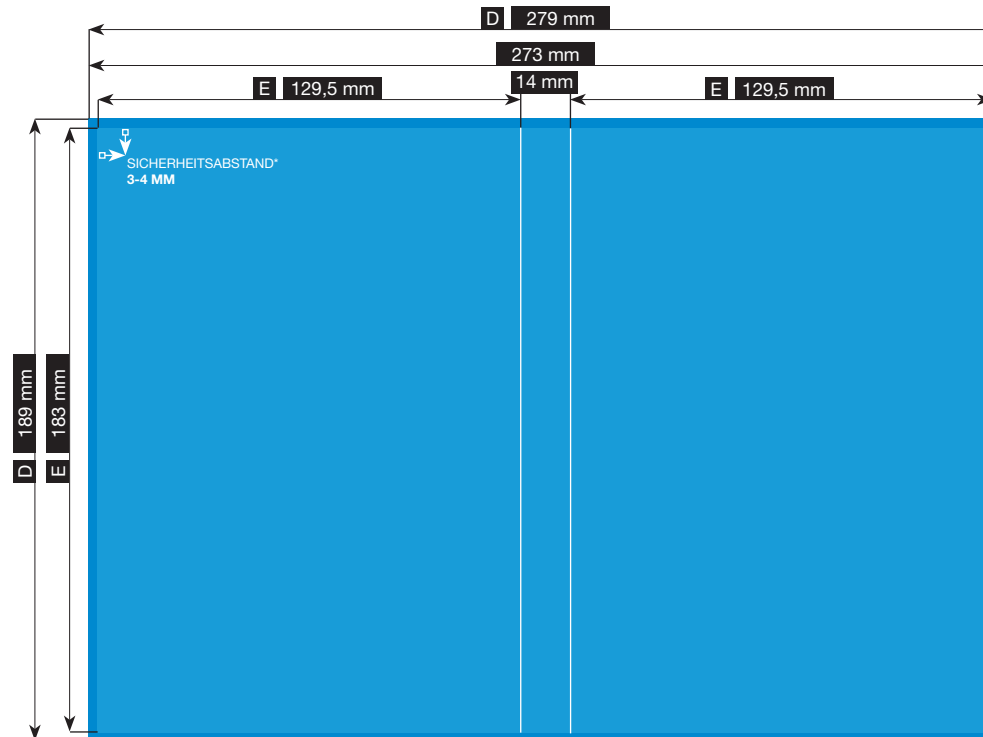 D 279 mm
273 mm
14 mm
E 129,5 mm
E 129,5 mm
SICHERHEITSABSTAND*
3-4 MM
D 189 mm
E 183 mm